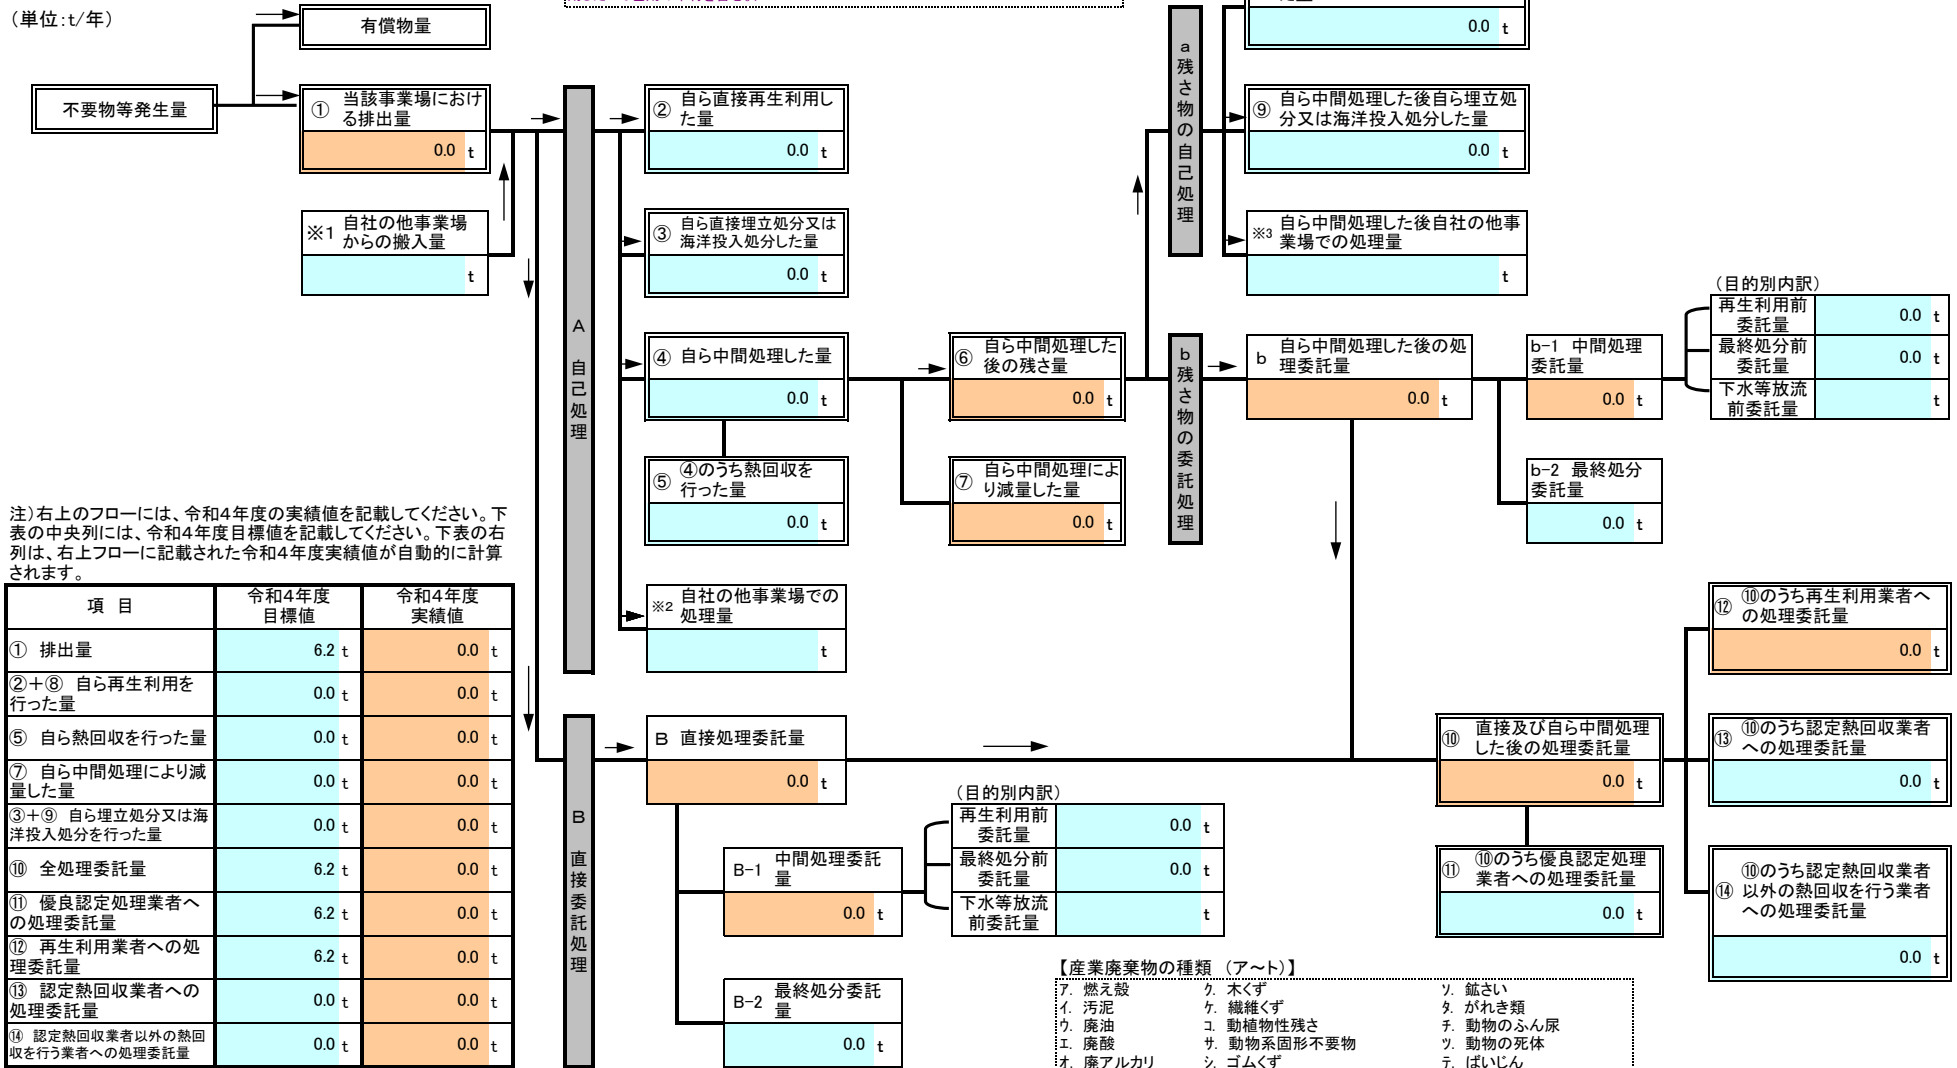 (単位:t/年)
有償物量
不要物等発生量
① 当該事業場におけ
る排出量
0.0 t
※1 自社の他事業場
からの搬入量
t
A 自己処理
② 自ら直接再生利用し
た量
0.0 t
③ 自ら直接埋立処分又は
海洋投入処分した量
0.0 t
④ 自ら中間処理した量
0.0 t
⑤ ④のうち熱回収を
行った量
0.0 t
※2 自社の他事業場での
処理量
t
⑥ 自ら中間処理した
後の残さ量
0.0 t
⑦ 自ら中間処理によ
り減量した量
0.0 t
a 残さ物の自己処理
0.0 t
⑨ 自ら中間処理した後自ら埋立処
分又は海洋投入処分した量
0.0 t
※3 自ら中間処理した後自社の他事
業場での処理量
t
b 残さ物の委託処理
b 自ら中間処理した後の処
理委託量
0.0 t
b-1 中間処理
委託量
0.0 t
b-2 最終処分
委託量
0.0 t
(目的別内訳)
再生利用前
委託量
0.0 t
最終処分前
委託量
0.0 t
下水等放流
前委託量
t
注)右上のフローには、令和4年度の実績値を記載してください。下
表の中央列には、令和4年度目標値を記載してください。下表の右
列は、右上フローに記載された令和4年度実績値が自動的に計算
されます。
項 目 令和4年度 目標値 令和4年度 実績値
① 排出量 6.2 t 0.0 t
②+⑧ 自ら再生利用を
行った量 0.0 t 0.0 t
⑤ 自ら熱回収を行った量 0.0 t 0.0 t
⑦ 自ら中間処理により減
量した量 0.0 t 0.0 t
③+⑨ 自ら埋立処分又は海
洋投入処分を行った量 0.0 t 0.0 t
⑩ 全処理委託量 6.2 t 0.0 t
⑪ 優良認定処理業者へ
の処理委託量 6.2 t 0.0 t
⑫ 再生利用業者への処
理委託量 6.2 t 0.0 t
⑬ 認定熱回収業者への
処理委託量 0.0 t 0.0 t
⑭ 認定熱回収業者以外の熱回
収を行う業者への処理委託量 0.0 t 0.0 t
B 直接委託処理
B 直接処理委託量
0.0 t
B-1 中間処理委託
量
0.0 t
B-2 最終処分委託
量
0.0 t
(目的別内訳)
再生利用前
委託量
0.0 t
最終処分前
委託量
0.0 t
下水等放流
前委託量
t
⑩ 直接及び自ら中間処理
した後の処理委託量
0.0 t
⑪ ⑩のうち優良認定処理
業者への処理委託量
0.0 t
⑫ ⑩のうち再生利用業者へ
の処理委託量
0.0 t
⑬ ⑩のうち認定熱回収業者
への処理委託量
0.0 t
⑭ ⑩のうち認定熱回収業者
以外の熱回収を行う業者
への処理委託量
0.0 t
【産業廃棄物の種類 (ア~ト)】
ア. 燃え殻 ク. 木くず ソ. 鉱さい
イ. 汚泥 ケ. 繊維くず タ. がれき類
ウ. 廃油 コ. 動植物性残さ チ. 動物のふん尿
エ. 廃酸 サ. 動物系固形不要物 ツ. 動物の死体
オ. 廃アルカリ シ. ゴムくず テ. ばいじん